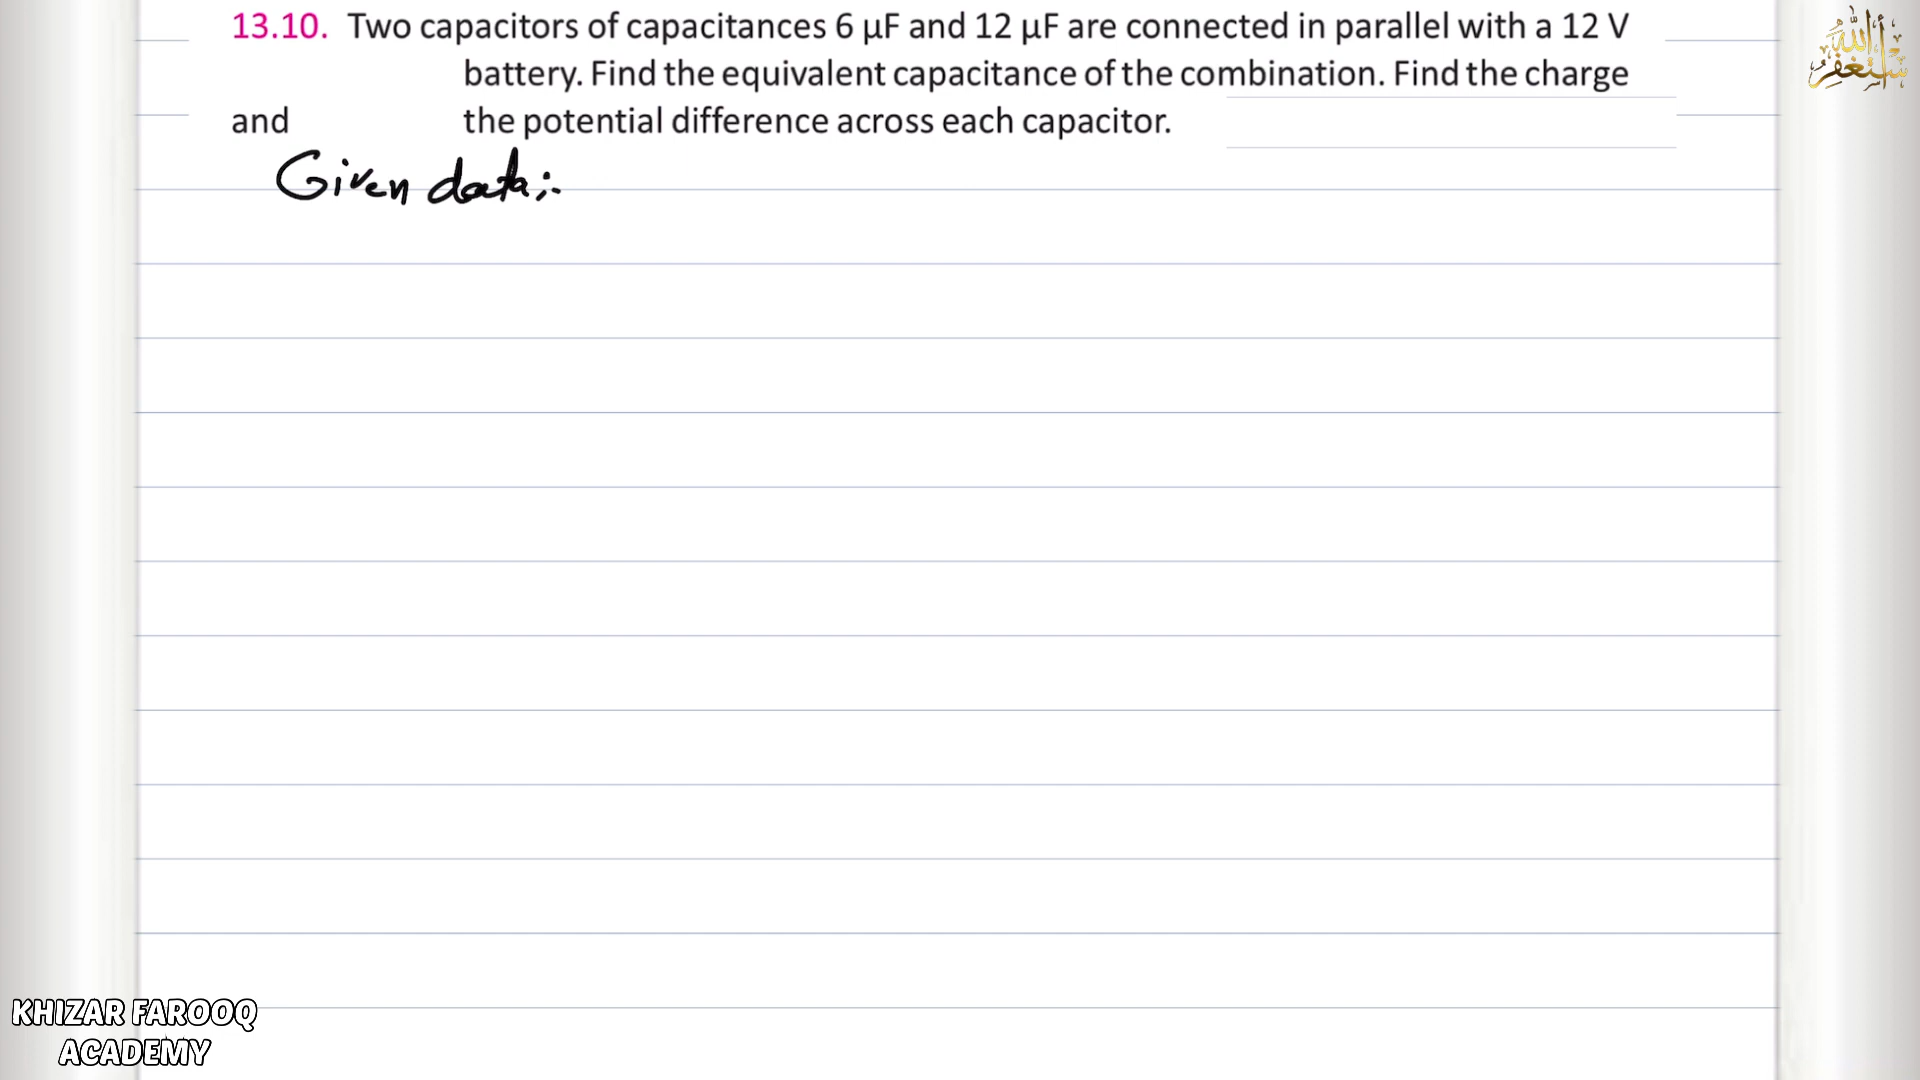 13.10. Two capacitors of capacitances 6 μF and 12 μF are connected in parallel with a 12 V
battery. Find the equivalent capacitance of the combination. Find the charge
and the potential difference across each capacitor.
Given data:-
أستغفر الله
KHIZAR FAROOQ
ACADEMY